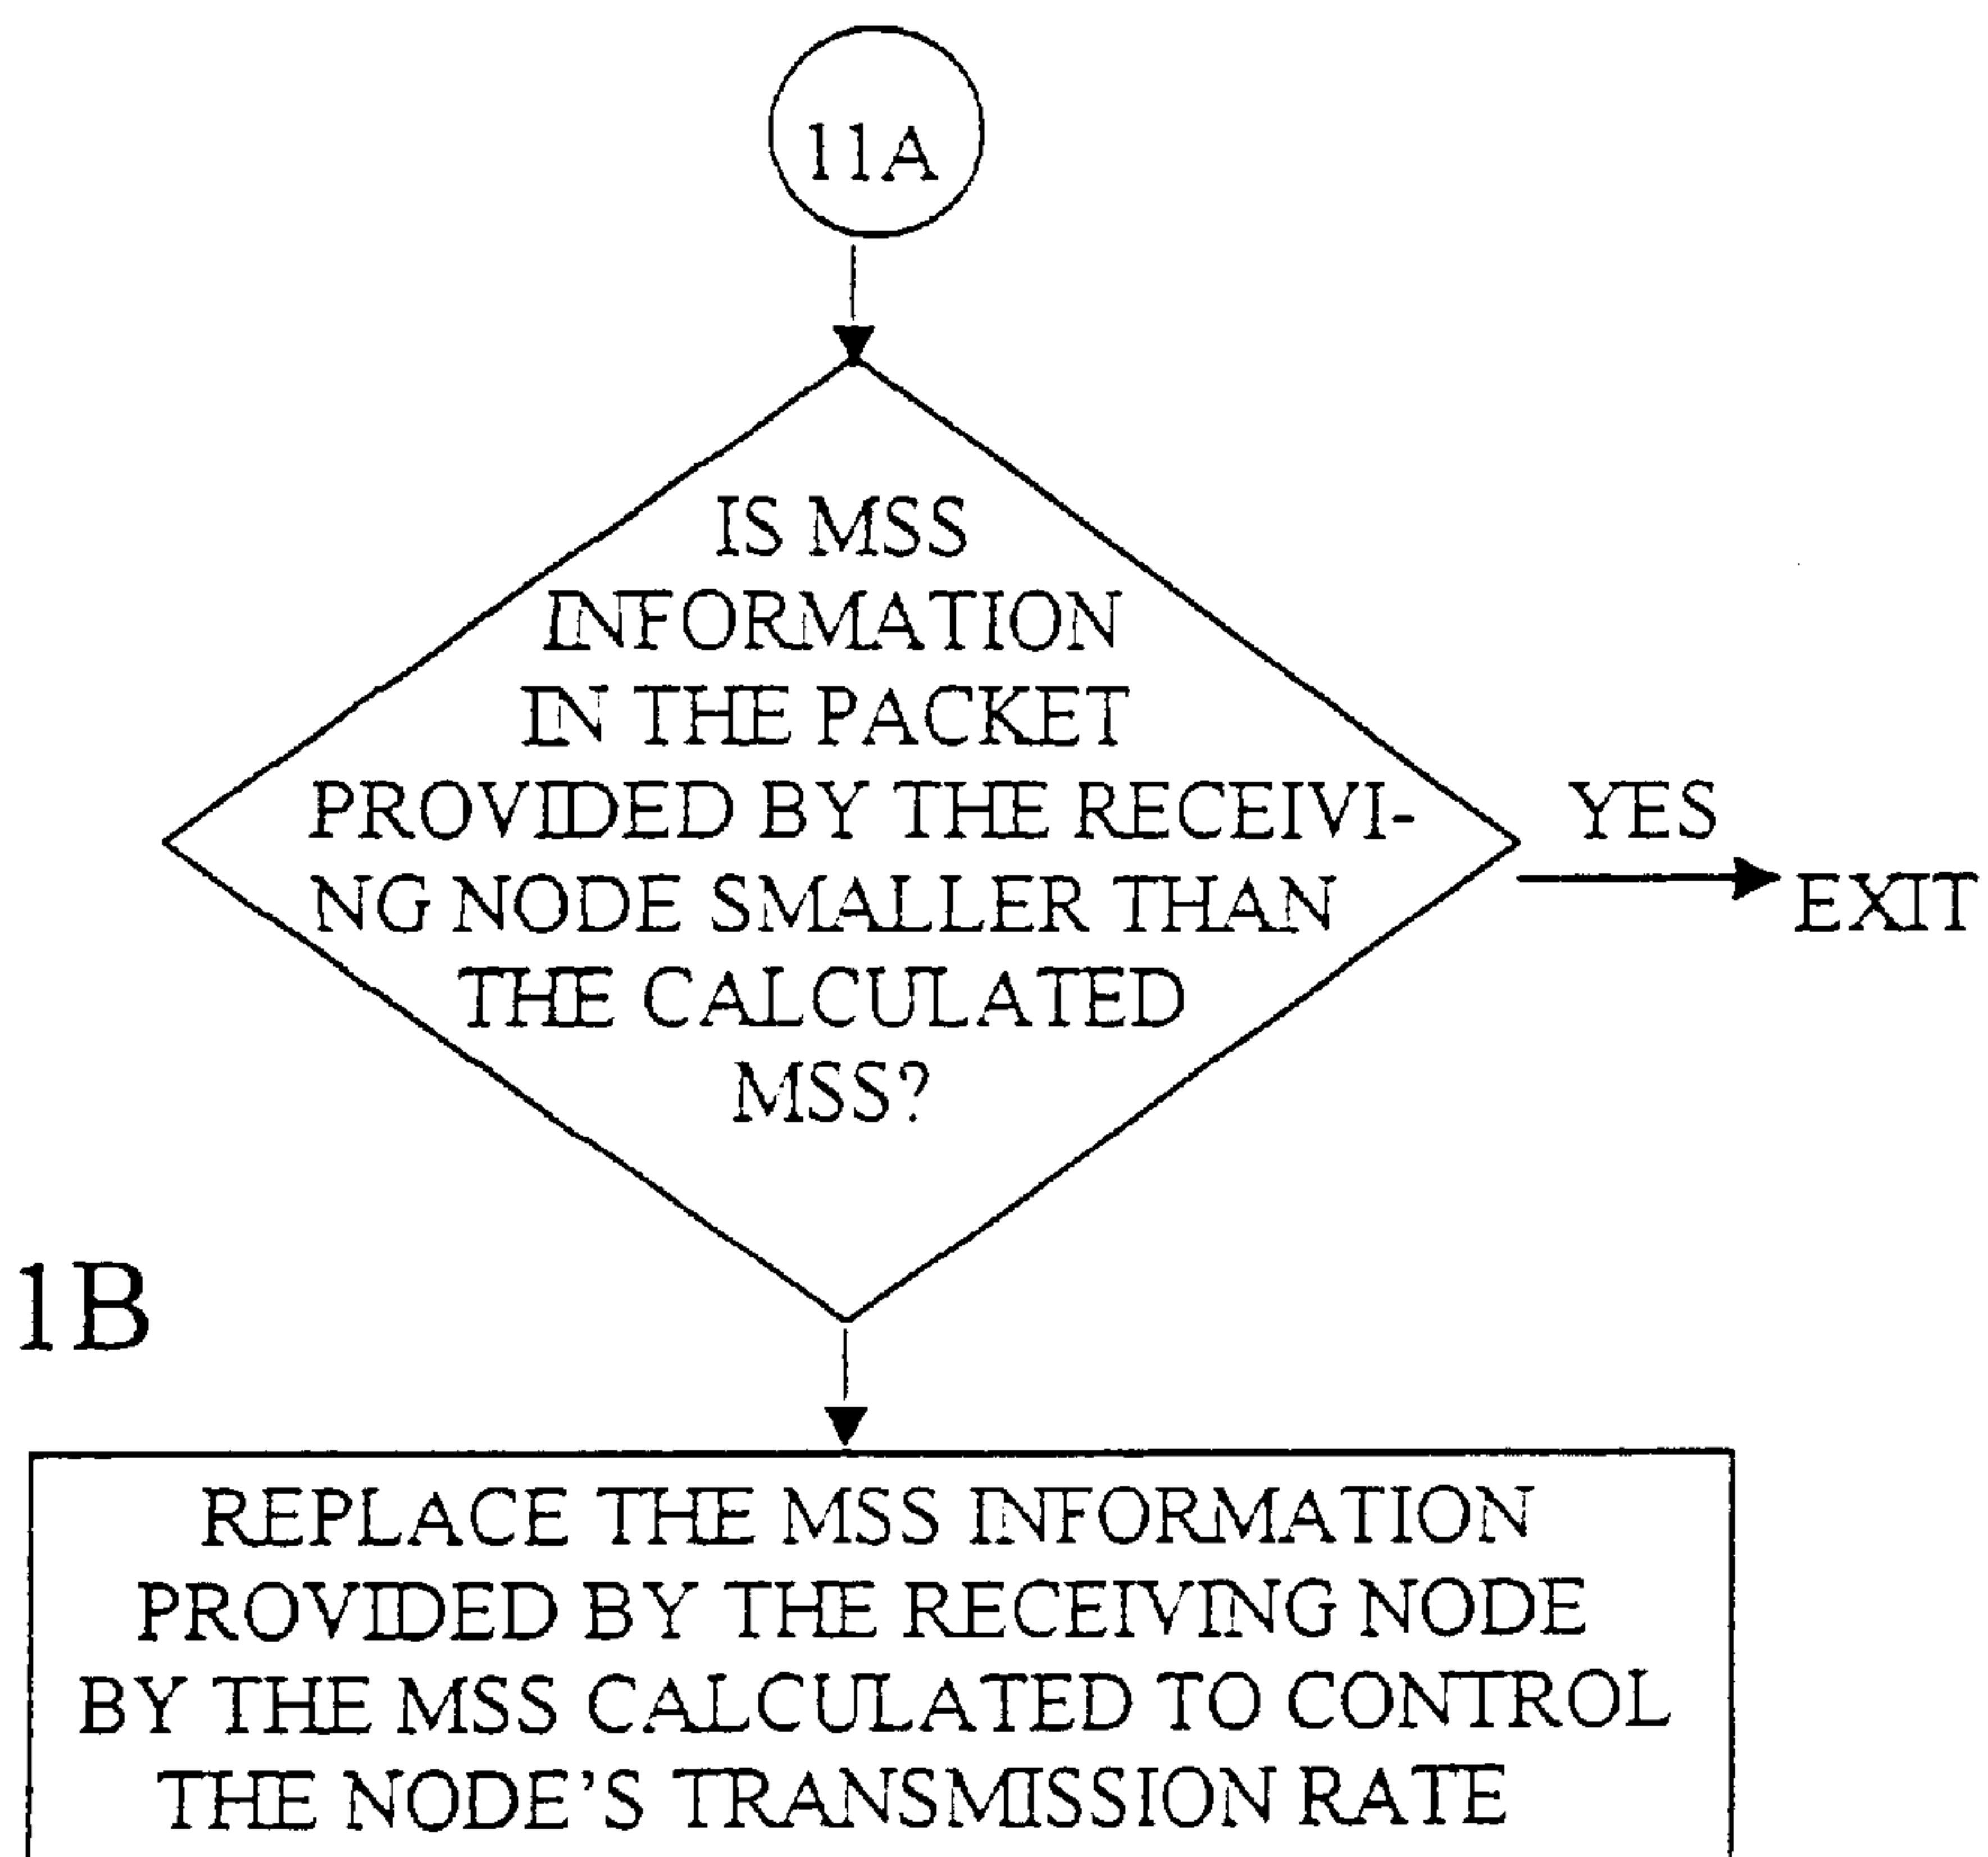 11A
IS MSS
INFORMATION
IN THE PACKET
PROVIDED BY THE RECEIVI-
NG NODE SMALLER THAN
THE CALCULATED
MSS?
YES
EXIT
1B
REPLACE THE MSS INFORMATION
PROVIDED BY THE RECEIVING NODE
BY THE MSS CALCULATED TO CONTROL
THE NODE'S TRANSMISSION RATE